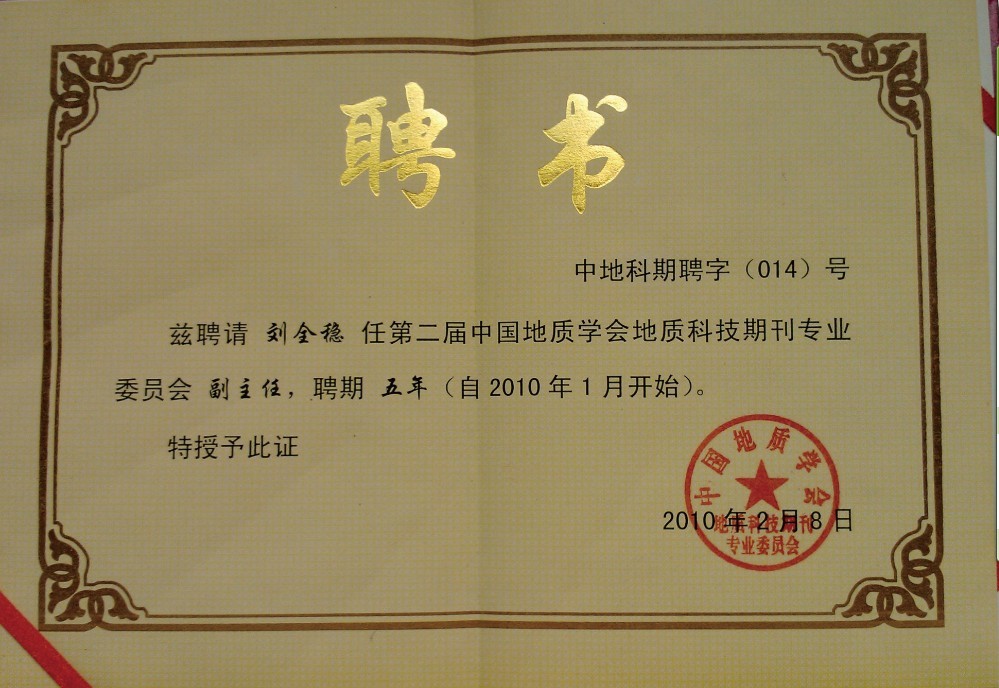 聘书
中地科期聘字（014）号
兹聘请 刘全稳 任第二届中国地质学会地质科技期刊专业
委员会 副主任，聘期 五年（自2010年1月开始）。
特授予此证
中国地质学会
2010年2月8日
地质科技期刊
专业委员会